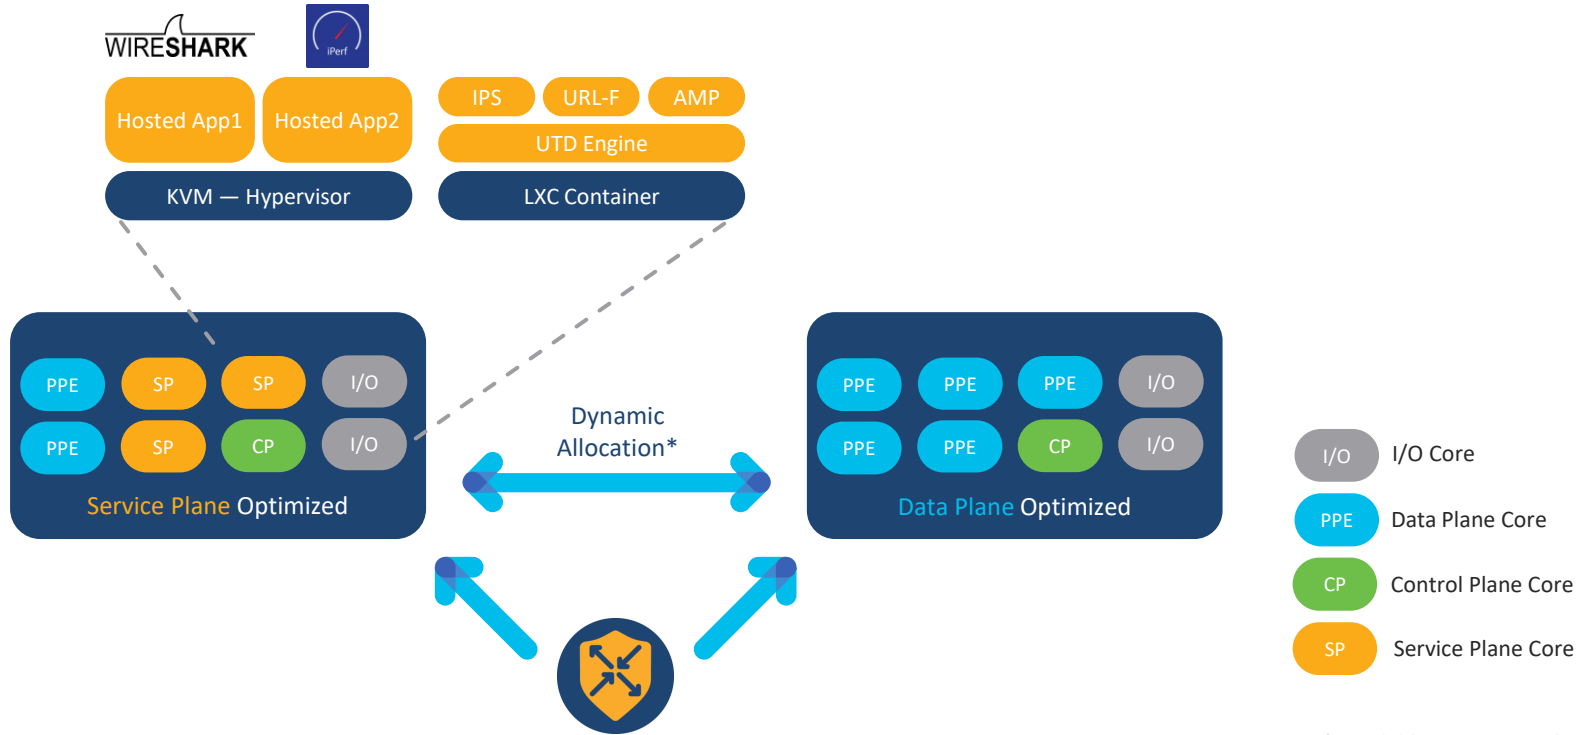 WIRESHARK
iPerf
Hosted App1
Hosted App2
IPS
URL-F
AMP
UTD Engine
KVM — Hypervisor
LXC Container
PPE
SP
SP
I/O
PPE
SP
CP
I/O
Service Plane Optimized
Dynamic
Allocation*
PPE
PPE
PPE
I/O
PPE
PPE
CP
I/O
Data Plane Optimized
I/O
I/O Core
PPE
Data Plane Core
CP
Control Plane Core
SP
Service Plane Core